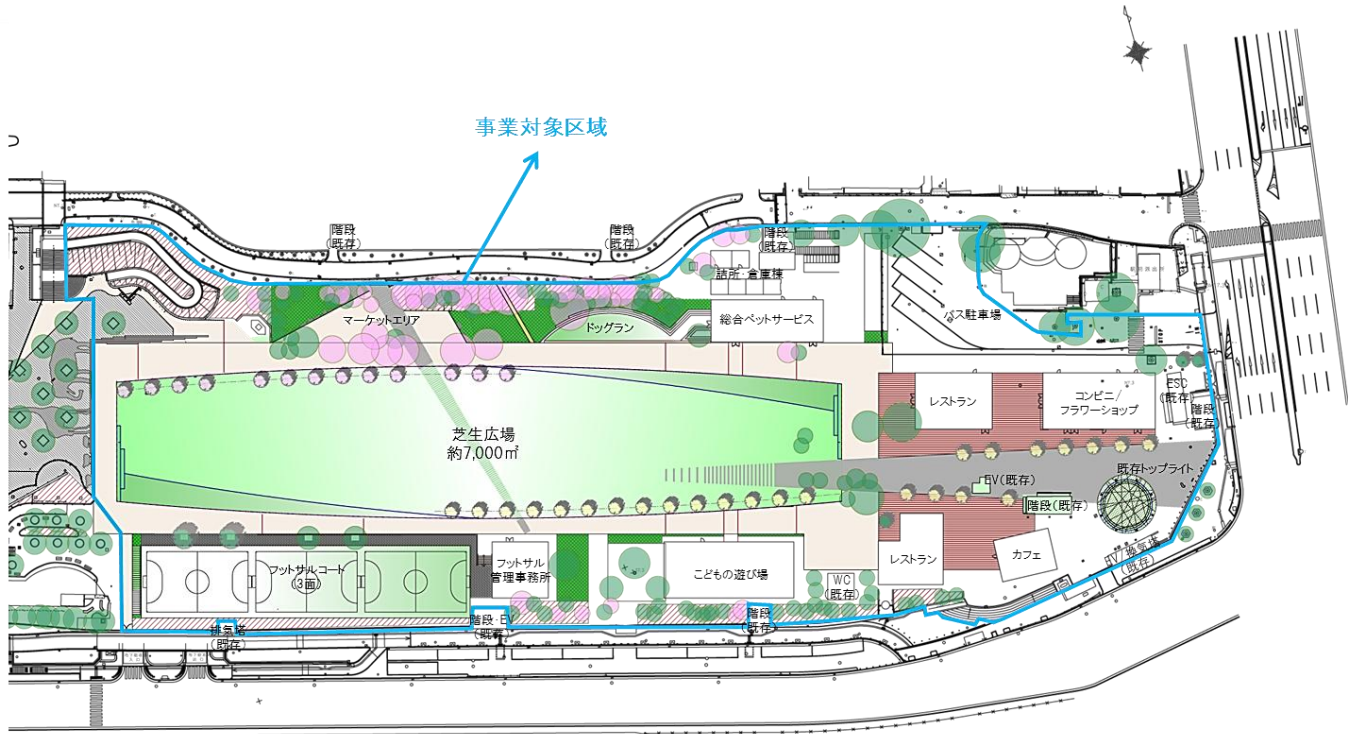 事業対象区域
階段
(既存)
階段
(既存)
階段
(既存)
詰所・倉庫棟
マーケットエリア
ドッグラン
総合ペットサービス
バス駐車場
レストラン
コンビニ/
フラワーショップ
ESC
(既存)
階段
(既存)
芝生広場
約7,000㎡
既存トップライト
EV(既存)
階段(既存)
フットサルコート
(3面)
フットサル
管理事務所
こどもの遊び場
WC
(既存)
レストラン
カフェ
HV/換気塔
(既存)
排気塔
(既存)
階段・EV
(既存)
階段
(既存)